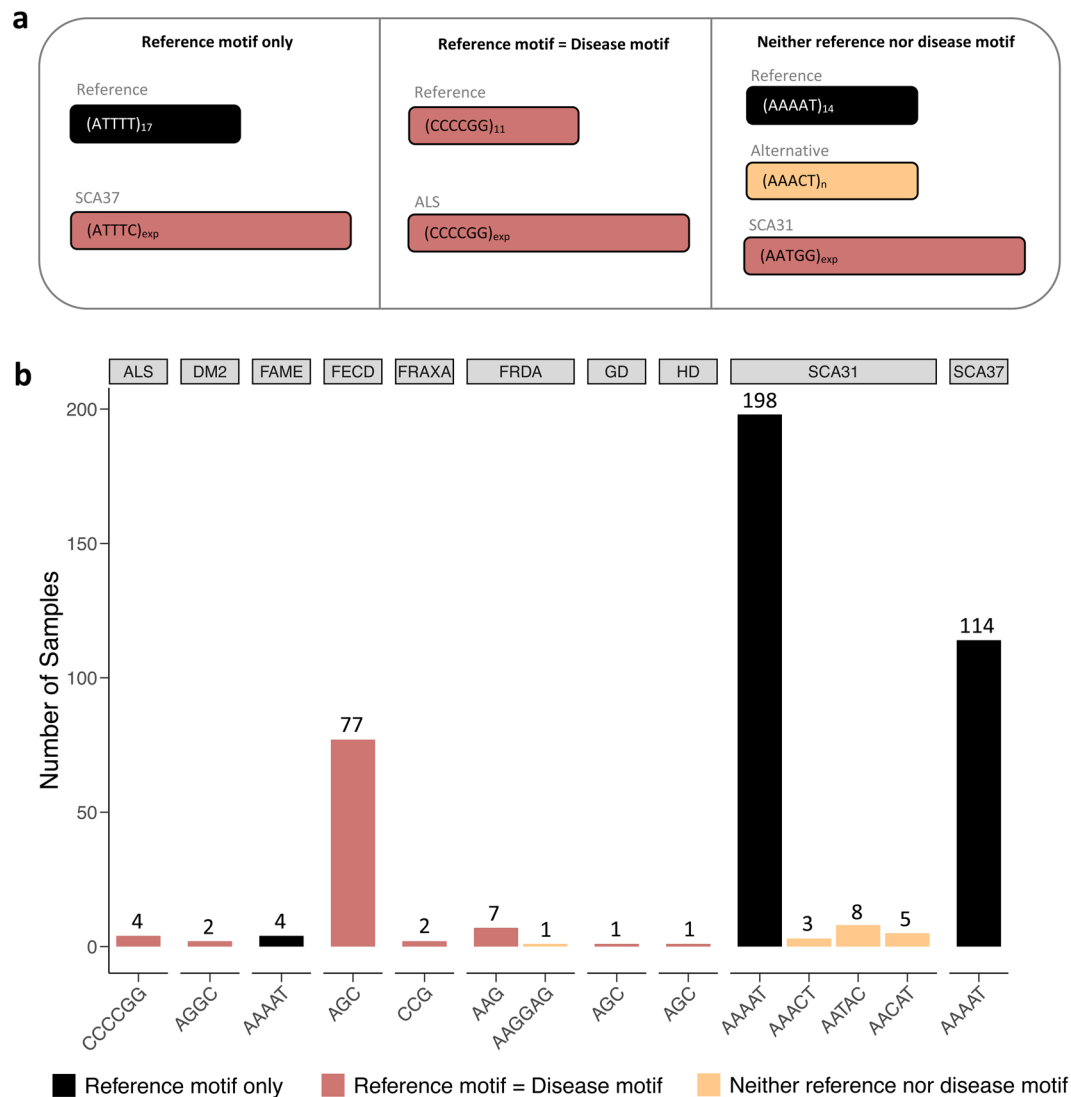 a
Reference motif only
Reference motif = Disease motif
Neither reference nor disease motif
Reference
(ATTTT)17
SCA37
(ATTTC)exp
Reference
(CCCCGG)11
ALS
(CCCCGG)exp
Reference
(AAAAT)14
Alternative
(AAACT)n
SCA31
(AATGG)exp
b
ALS DM2 FAME FECD FRAXA FRDA GD HD SCA31 SCA37
Number of Samples
200
150
100
50
0
4 2 4 77 2 7 1 1 1 198 3 8 5 114
CCCCGG AGGC AAAAT AGC CCG AAG AAGGAG AGC AGC AAAAT AAACT AATAC AACAT AAAAT
Reference motif only Reference motif = Disease motif Neither reference nor disease motif